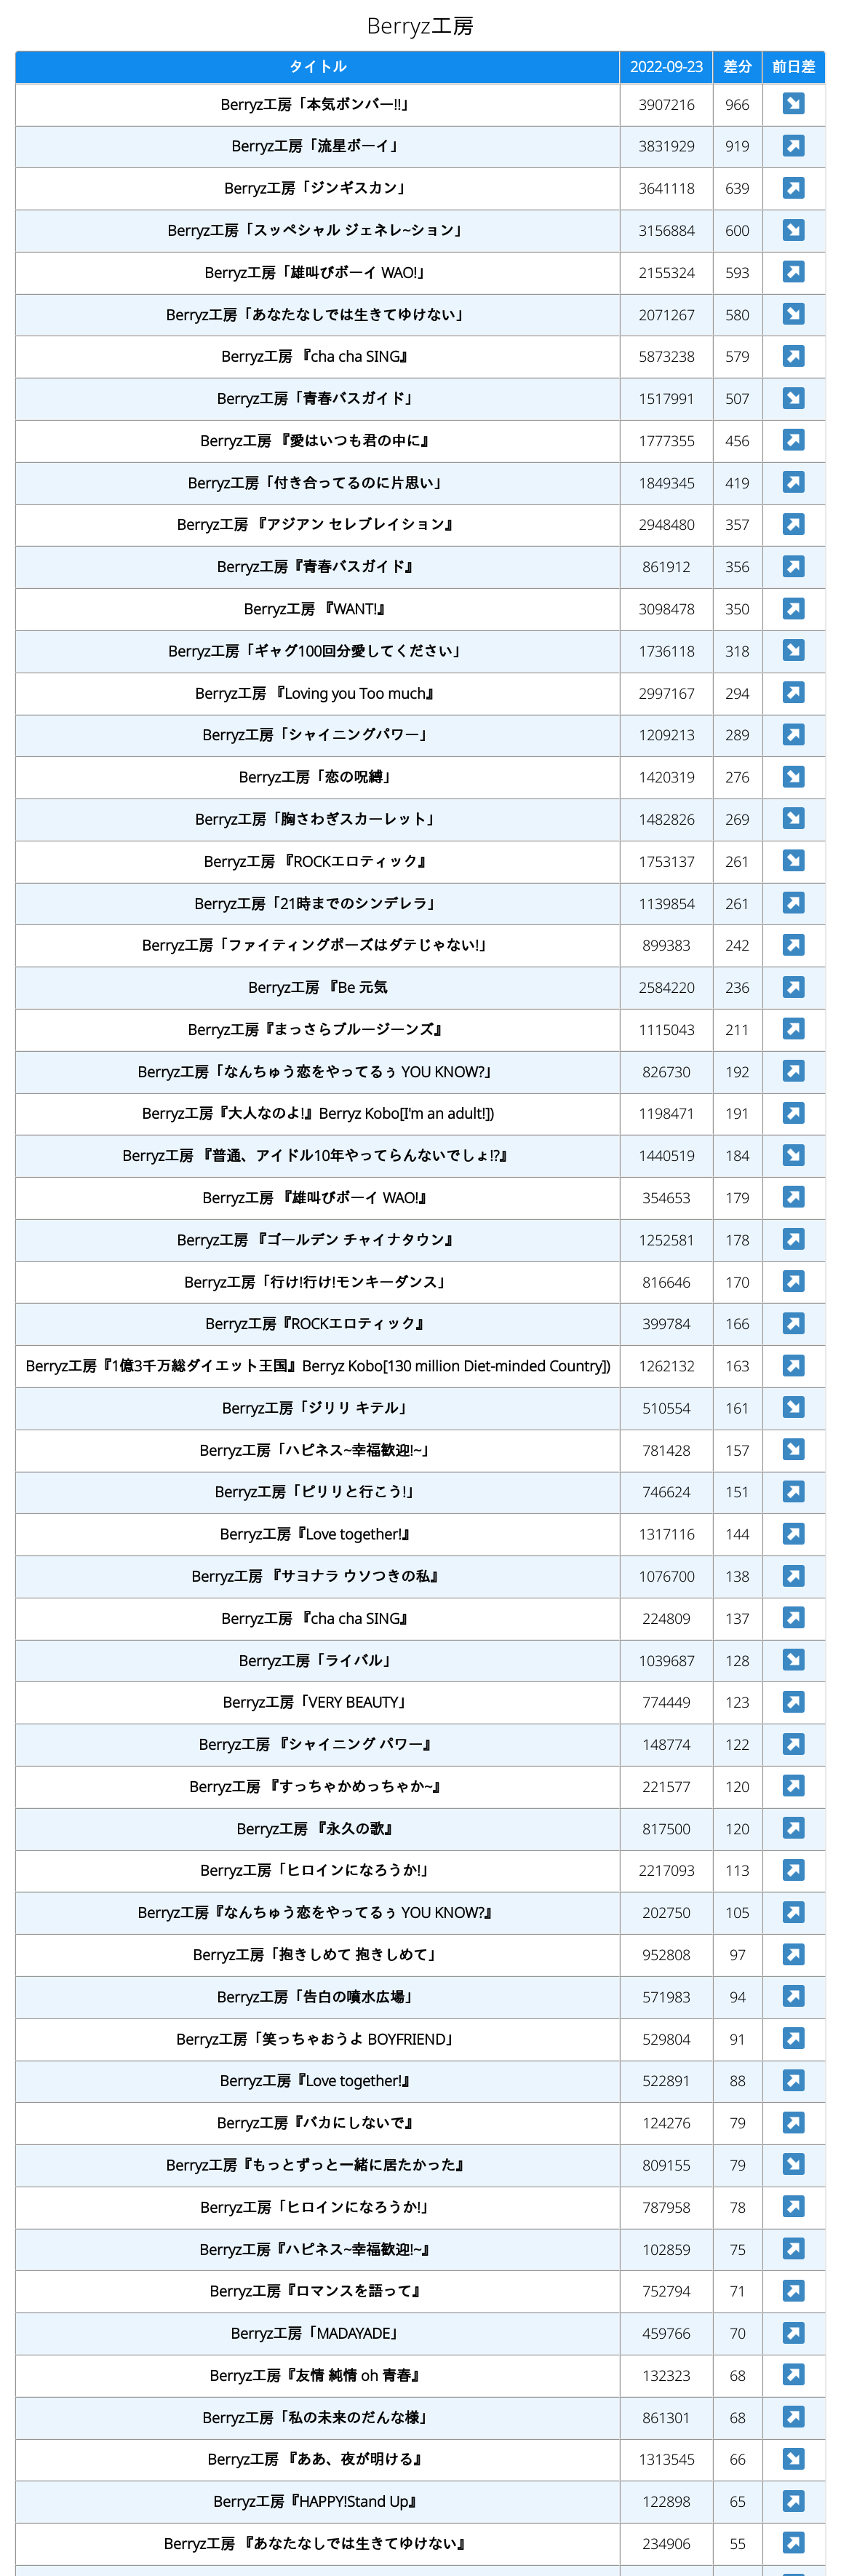 Berryz工房
タイトル 2022-09-23 差分 前日差
Berryz工房「本気ボンバー!!」 3907216 966 ↘
Berryz工房「流星ボーイ」 3831929 919 ↗
Berryz工房「ジンギスカン」 3641118 639 ↗
Berryz工房「スッペシャル ジェネレ~ション」 3156884 600 ↘
Berryz工房「雄叫びボーイ WAO!」 2155324 593 ↗
Berryz工房「あなたなしでは生きてゆけない」 2071267 580 ↘
Berryz工房 『cha cha SING』 5873238 579 ↗
Berryz工房「青春バスガイド」 1517991 507 ↘
Berryz工房 『愛はいつも君の中に』 1777355 456 ↗
Berryz工房「付き合ってるのに片思い」 1849345 419 ↗
Berryz工房 『アジアン セレブレイション』 2948480 357 ↗
Berryz工房『青春バスガイド』 861912 356 ↗
Berryz工房 『WANT!』 3098478 350 ↗
Berryz工房「ギャグ100回分愛してください」 1736118 318 ↘
Berryz工房 『Loving you Too much』 2997167 294 ↗
Berryz工房「シャイニングパワー」 1209213 289 ↗
Berryz工房「恋の呪縛」 1420319 276 ↘
Berryz工房「胸さわぎスカーレット」 1482826 269 ↘
Berryz工房 『ROCKエロティック』 1753137 261 ↘
Berryz工房「21時までのシンデレラ」 1139854 261 ↗
Berryz工房「ファイティングポーズはダテじゃない!」 899383 242 ↗
Berryz工房 『Be 元気 2584220 236 ↗
Berryz工房『まっさらブルージーンズ』 1115043 211 ↗
Berryz工房「なんちゅう恋をやってるぅ YOU KNOW?」 826730 192 ↗
Berryz工房『大人なのよ!』Berryz Kobo[I'm an adult!]) 1198471 191 ↗
Berryz工房 『普通、アイドル10年やってらんないでしょ!?』 1440519 184 ↘
Berryz工房 『雄叫びボーイ WAO!』 354653 179 ↗
Berryz工房 『ゴールデン チャイナタウン』 1252581 178 ↗
Berryz工房「行け!行け!モンキーダンス」 816646 170 ↗
Berryz工房『ROCKエロティック』 399784 166 ↗
Berryz工房『1億3千万総ダイエット王国』Berryz Kobo[130 million Diet-minded Country]) 1262132 163 ↗
Berryz工房「ジリリ キテル」 510554 161 ↘
Berryz工房「ハピネス~幸福歓迎!~」 781428 157 ↘
Berryz工房「ピリリと行こう!」 746624 151 ↗
Berryz工房『Love together!』 1317116 144 ↗
Berryz工房 『サヨナラ ウソつきの私』 1076700 138 ↗
Berryz工房 『cha cha SING』 224809 137 ↗
Berryz工房「ライバル」 1039687 128 ↘
Berryz工房「VERY BEAUTY」 774449 123 ↗
Berryz工房 『シャイニング パワー』 148774 122 ↗
Berryz工房 『すっちゃかめっちゃか~』 221577 120 ↗
Berryz工房 『永久の歌』 817500 120 ↗
Berryz工房「ヒロインになろうか!」 2217093 113 ↗
Berryz工房『なんちゅう恋をやってるぅ YOU KNOW?』 202750 105 ↗
Berryz工房「抱きしめて 抱きしめて」 952808 97 ↗
Berryz工房「告白の噴水広場」 571983 94 ↗
Berryz工房「笑っちゃおうよ BOYFRIEND」 529804 91 ↗
Berryz工房『Love together!』 522891 88 ↗
Berryz工房『バカにしないで』 124276 79 ↗
Berryz工房『もっとずっと一緒に居たかった』 809155 79 ↘
Berryz工房「ヒロインになろうか!」 787958 78 ↗
Berryz工房『ハピネス~幸福歓迎!~』 102859 75 ↗
Berryz工房『ロマンスを語って』 752794 71 ↗
Berryz工房「MADAYADE」 459766 70 ↗
Berryz工房『友情 純情 oh 青春』 132323 68 ↗
Berryz工房「私の未来のだんな様」 861301 68 ↗
Berryz工房 『ああ、夜が明ける』 1313545 66 ↘
Berryz工房『HAPPY!Stand Up』 122898 65 ↗
Berryz工房 『あなたなしでは生きてゆけない』 234906 55 ↗